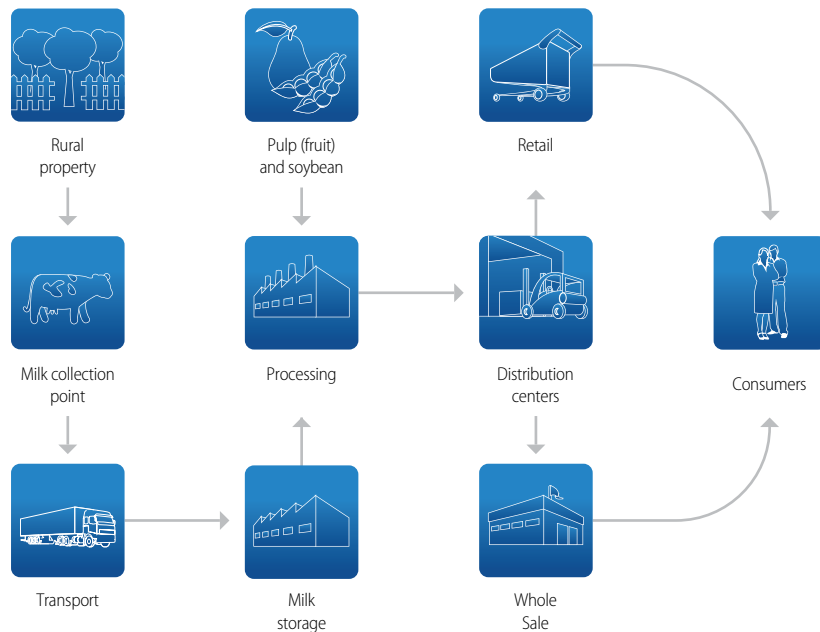 Rural
property
Pulp (fruit)
and soybean
Retail
Milk collection
point
Processing
Distribution
centers
Consumers
Transport
Milk
storage
Whole
Sale